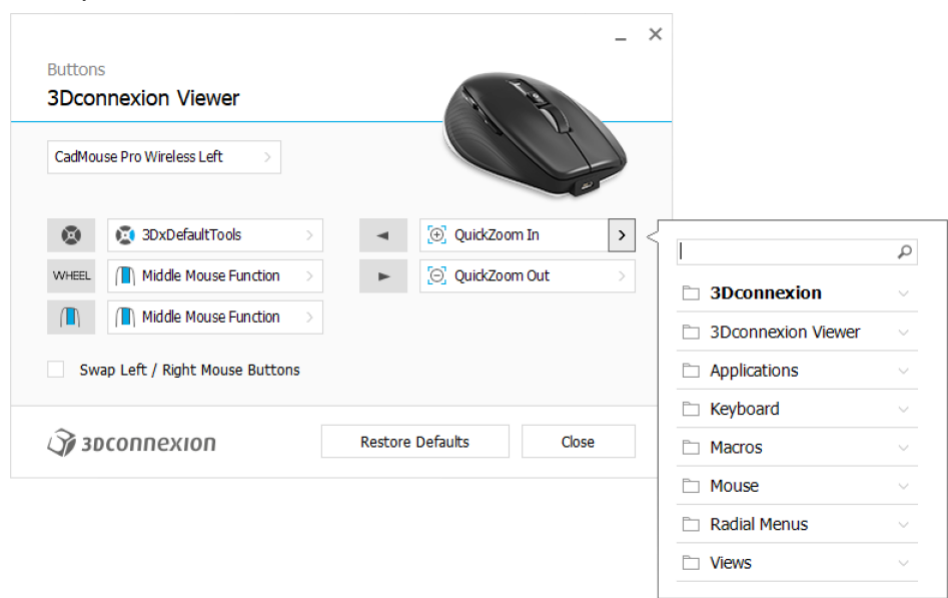 Buttons
3Dconnexion Viewer
CadMouse Pro Wireless Left
3DxDefaultTools
QuickZoom In
WHEEL
Middle Mouse Function
QuickZoom Out
Middle Mouse Function
Swap Left / Right Mouse Buttons
3Dconnexion
Restore Defaults
Close
3Dconnexion
3Dconnexion Viewer
Applications
Keyboard
Macros
Mouse
Radial Menus
Views